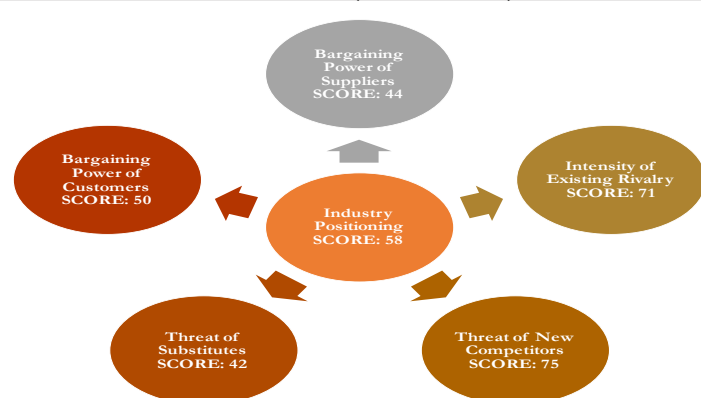 Bargaining
Power of
Suppliers
SCORE: 44
Bargaining
Power of
Customers
SCORE: 50
Intensity of
Existing Rivalry
SCORE: 71
Industry
Positioning
SCORE: 58
Threat of
Substitutes
SCORE: 42
Threat of New
Competitors
SCORE: 75